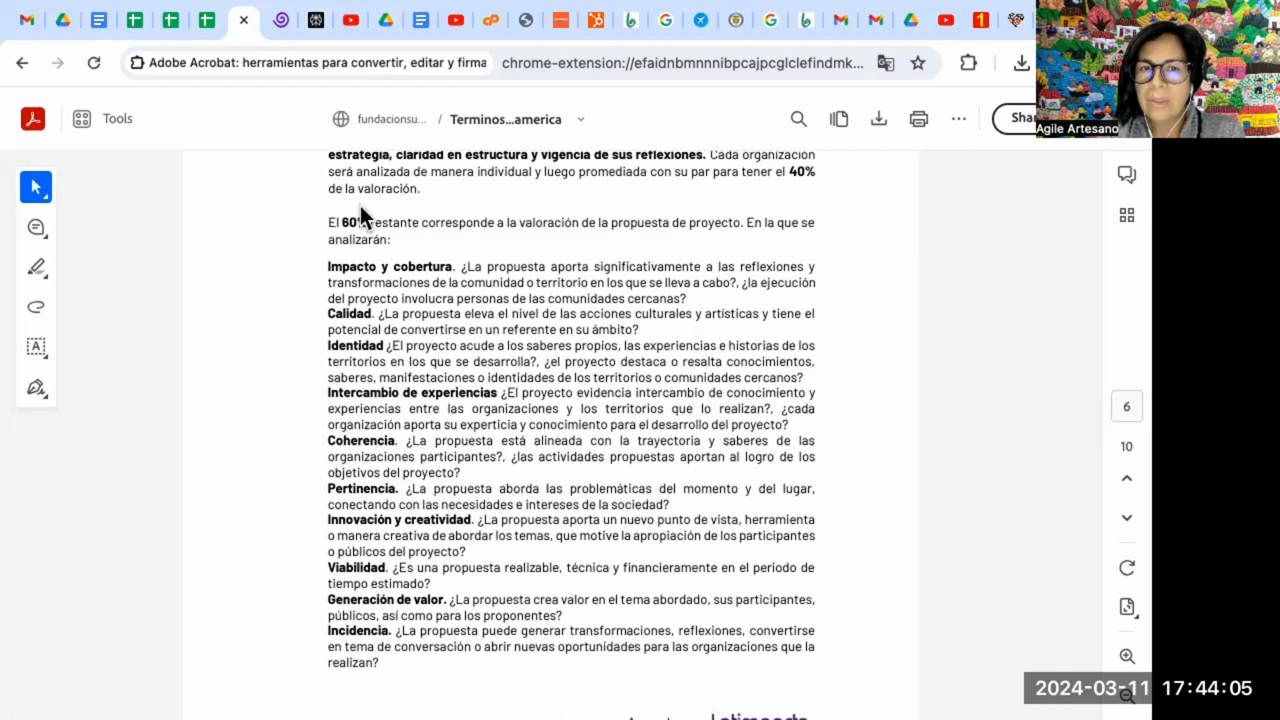 Adobe Acrobat: herramientas para convertir, editar y firma
chrome-extension://efaidnbmnnnibpcajpcglclefindmk...
Agile Artesano
Tools
fundacionsu... / Terminos...america
estrategia, claridad en estructura y vigencia de sus reflexiones. Cada organización
será analizada de manera individual y luego promediada con su par para tener el 40%
de la valoración.
El 60% restante corresponde a la valoración de la propuesta de proyecto. En la que se
analizarán:
Impacto y cobertura. ¿La propuesta aporta significativamente a las reflexiones y
transformaciones de la comunidad o territorio en los que se lleva a cabo?, ¿la ejecución
del proyecto involucra personas de las comunidades cercanas?
Calidad. ¿La propuesta eleva el nivel de las acciones culturales y artísticas y tiene el
potencial de convertirse en un referente en su ámbito?
Identidad ¿El proyecto acude a los saberes propios, las experiencias e historias de los
territorios en los que se desarrolla?, ¿el proyecto destaca o resalta conocimientos,
saberes, manifestaciones o identidades de los territorios o comunidades cercanos?
Intercambio de experiencias ¿El proyecto evidencia intercambio de conocimiento y
experiencias entre las organizaciones y los territorios que lo realizan?, ¿cada
organización aporta su experticia y conocimiento para el desarrollo del proyecto?
Coherencia. ¿La propuesta está alineada con la trayectoria y saberes de las
organizaciones participantes?, ¿las actividades propuestas aportan al logro de los
objetivos del proyecto?
Pertinencia. ¿La propuesta aborda las problemáticas del momento y del lugar,
conectando con las necesidades e intereses de la sociedad?
Innovación y creatividad. ¿La propuesta aporta un nuevo punto de vista, herramienta
o manera creativa de abordar los temas, que motive la apropiación de los participantes
o públicos del proyecto?
Viabilidad. ¿Es una propuesta realizable, técnica y financieramente en el periodo de
tiempo estimado?
Generación de valor. ¿La propuesta crea valor en el tema abordado, sus participantes,
públicos, así como para los proponentes?
Incidencia. ¿La propuesta puede generar transformaciones, reflexiones, convertirse
en tema de conversación o abrir nuevas oportunidades para las organizaciones que la
realizan?
6
10
2024-03-11 17:44:05